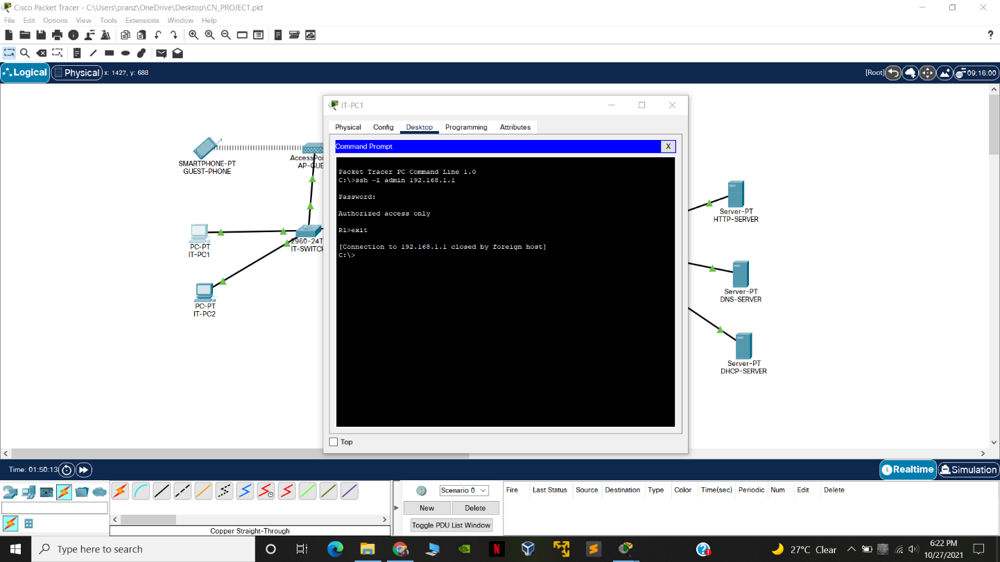 Cisco Packet Tracer - C:\Users\pranz\OneDrive\Desktop\CN_PROJECT.pkt
File Edit Options View Tools Extensions Window Help
?
Logical Physical x: 1427, y: 688 [Root] 09:16:00
IT-PC1
Physical Config Desktop Programming Attributes
Command Prompt X
Packet Tracer PC Command Line 1.0
C:\>ssh -l admin 192.168.1.1
Password:
Authorized access only
R1>exit
[Connection to 192.168.1.1 closed by foreign host]
C:\>
Top
SMARTPHONE-PT
GUEST-PHONE
AccessPoi
AP-GUE
PC-PT
IT-PC1
2960-24T
IT-SWITCH
PC-PT
IT-PC2
Server-PT
HTTP-SERVER
Server-PT
DNS-SERVER
Server-PT
DHCP-SERVER
Time: 01:50:13 Realtime Simulation
Scenario 0
New Delete
Toggle PDU List Window
Fire Last Status Source Destination Type Color Time(sec) Periodic Num Edit Delete
Copper Straight-Through
Type here to search
N
27°C Clear
6:22 PM
10/27/2021